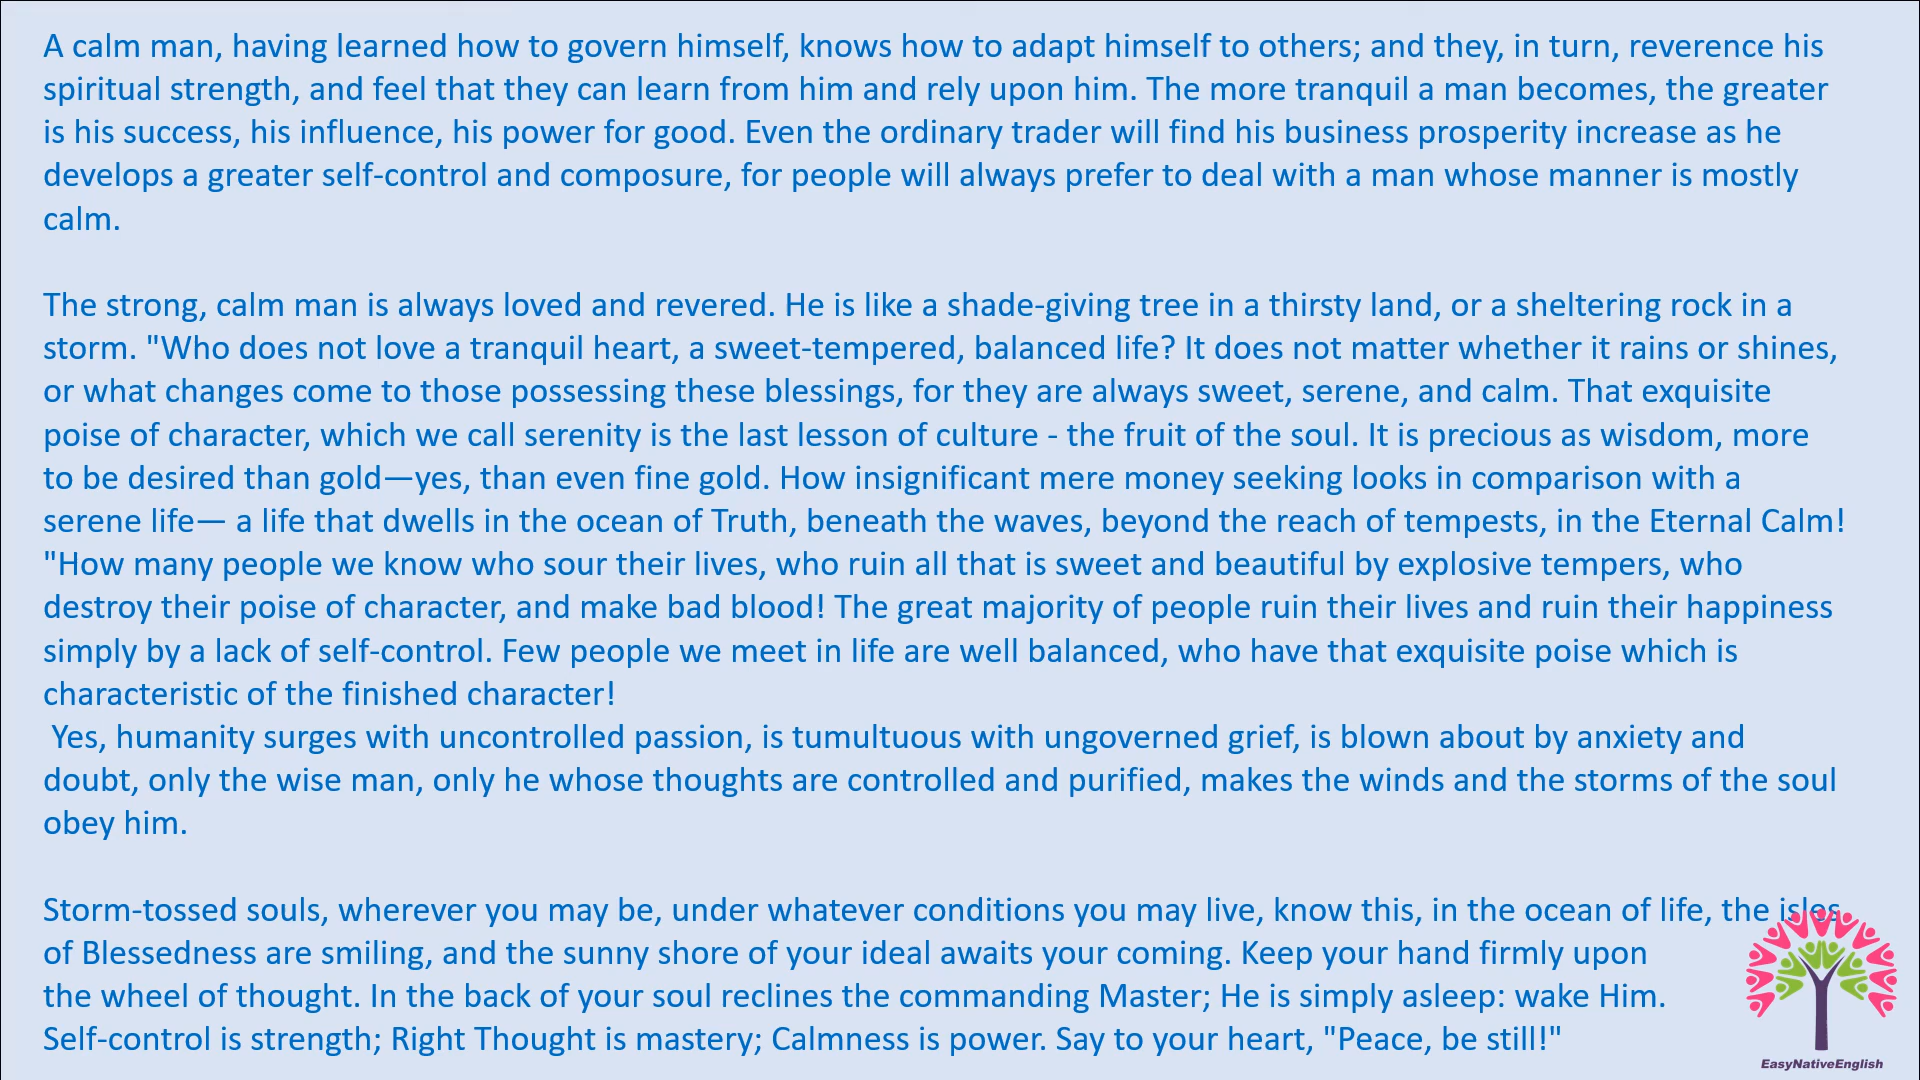 A calm man, having learned how to govern himself, knows how to adapt himself to others; and they, in turn, reverence his
spiritual strength, and feel that they can learn from him and rely upon him. The more tranquil a man becomes, the greater
is his success, his influence, his power for good. Even the ordinary trader will find his business prosperity increase as he
develops a greater self-control and composure, for people will always prefer to deal with a man whose manner is mostly
calm.
The strong, calm man is always loved and revered. He is like a shade-giving tree in a thirsty land, or a sheltering rock in a
storm. "Who does not love a tranquil heart, a sweet-tempered, balanced life? It does not matter whether it rains or shines,
or what changes come to those possessing these blessings, for they are always sweet, serene, and calm. That exquisite
poise of character, which we call serenity is the last lesson of culture - the fruit of the soul. It is precious as wisdom, more
to be desired than gold—yes, than even fine gold. How insignificant mere money seeking looks in comparison with a
serene life— a life that dwells in the ocean of Truth, beneath the waves, beyond the reach of tempests, in the Eternal Calm!
"How many people we know who sour their lives, who ruin all that is sweet and beautiful by explosive tempers, who
destroy their poise of character, and make bad blood! The great majority of people ruin their lives and ruin their happiness
simply by a lack of self-control. Few people we meet in life are well balanced, who have that exquisite poise which is
characteristic of the finished character!
Yes, humanity surges with uncontrolled passion, is tumultuous with ungoverned grief, is blown about by anxiety and
doubt, only the wise man, only he whose thoughts are controlled and purified, makes the winds and the storms of the soul
obey him.
Storm-tossed souls, wherever you may be, under whatever conditions you may live, know this, in the ocean of life, the isles
of Blessedness are smiling, and the sunny shore of your ideal awaits your coming. Keep your hand firmly upon
the wheel of thought. In the back of your soul reclines the commanding Master; He is simply asleep: wake Him.
Self-control is strength; Right Thought is mastery; Calmness is power. Say to your heart, "Peace, be still!"
EasyNativeEnglish